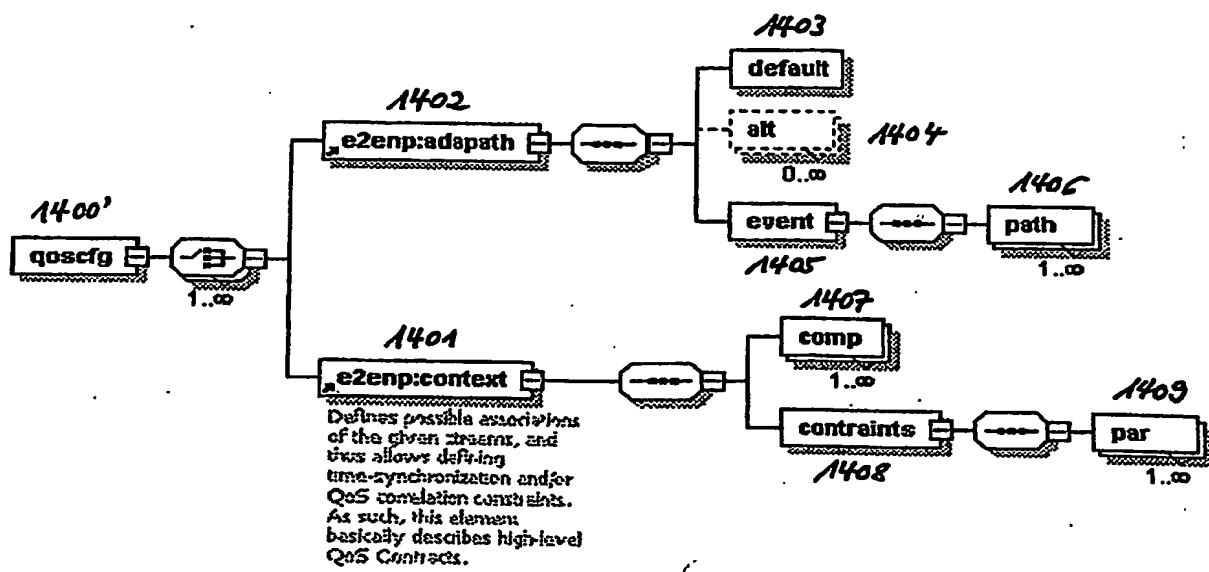 1403
default
1402
e2enp:adapath
alt
1404
0..∞
1400'
1406
qoscfg
event
path
1..∞
1405
1..∞
1407
1401
comp
e2enp:context
1..∞
1409
Defines possible associations
of the given streams, and
thus allows defining
time-synchronization and/or
QoS correlation constraints.
As such, this element
basically describes high-level
QoS Contracts.
contraints
par
1408
1..∞